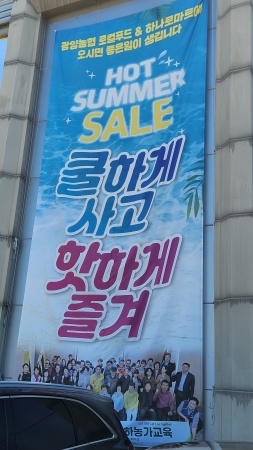 광양농협 로컬푸드 & 하나로마트에
오시면 좋은일이 생깁니다
HOT
SUMMER
SALE
쿨하게
사고
핫하게
즐겨
하농가교육